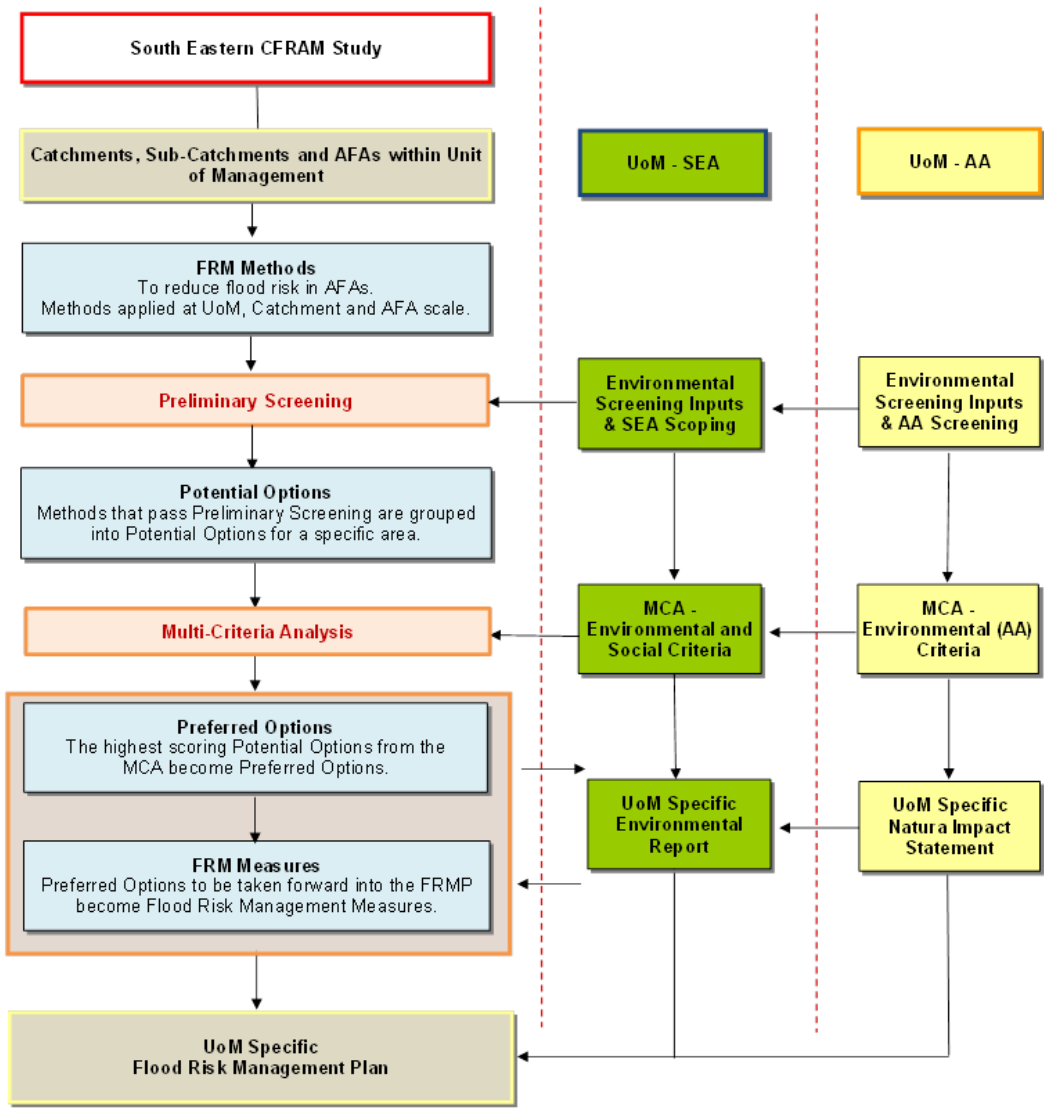 South Eastern CFRAM Study
Catchments, Sub-Catchments and AFAs within Unit
of Management
UoM - SEA
UoM - AA
FRM Methods
To reduce flood risk in AFAs.
Methods applied at UoM, Catchment and AFA scale.
Preliminary Screening
Environmental
Screening Inputs
& SEA Scoping
Environmental
Screening Inputs
& AA Screening
Potential Options
Methods that pass Preliminary Screening are grouped
into Potential Options for a specific area.
Multi-Criteria Analysis
MCA -
Environmental and
Social Criteria
MCA -
Environmental (AA)
Criteria
Preferred Options
The highest scoring Potential Options from the
MCA become Preferred Options.
UoM Specific
Environmental
Report
UoM Specific
Natura Impact
Statement
FRM Measures
Preferred Options to be taken forward into the FRMP
become Flood Risk Management Measures.
UoM Specific
Flood Risk Management Plan